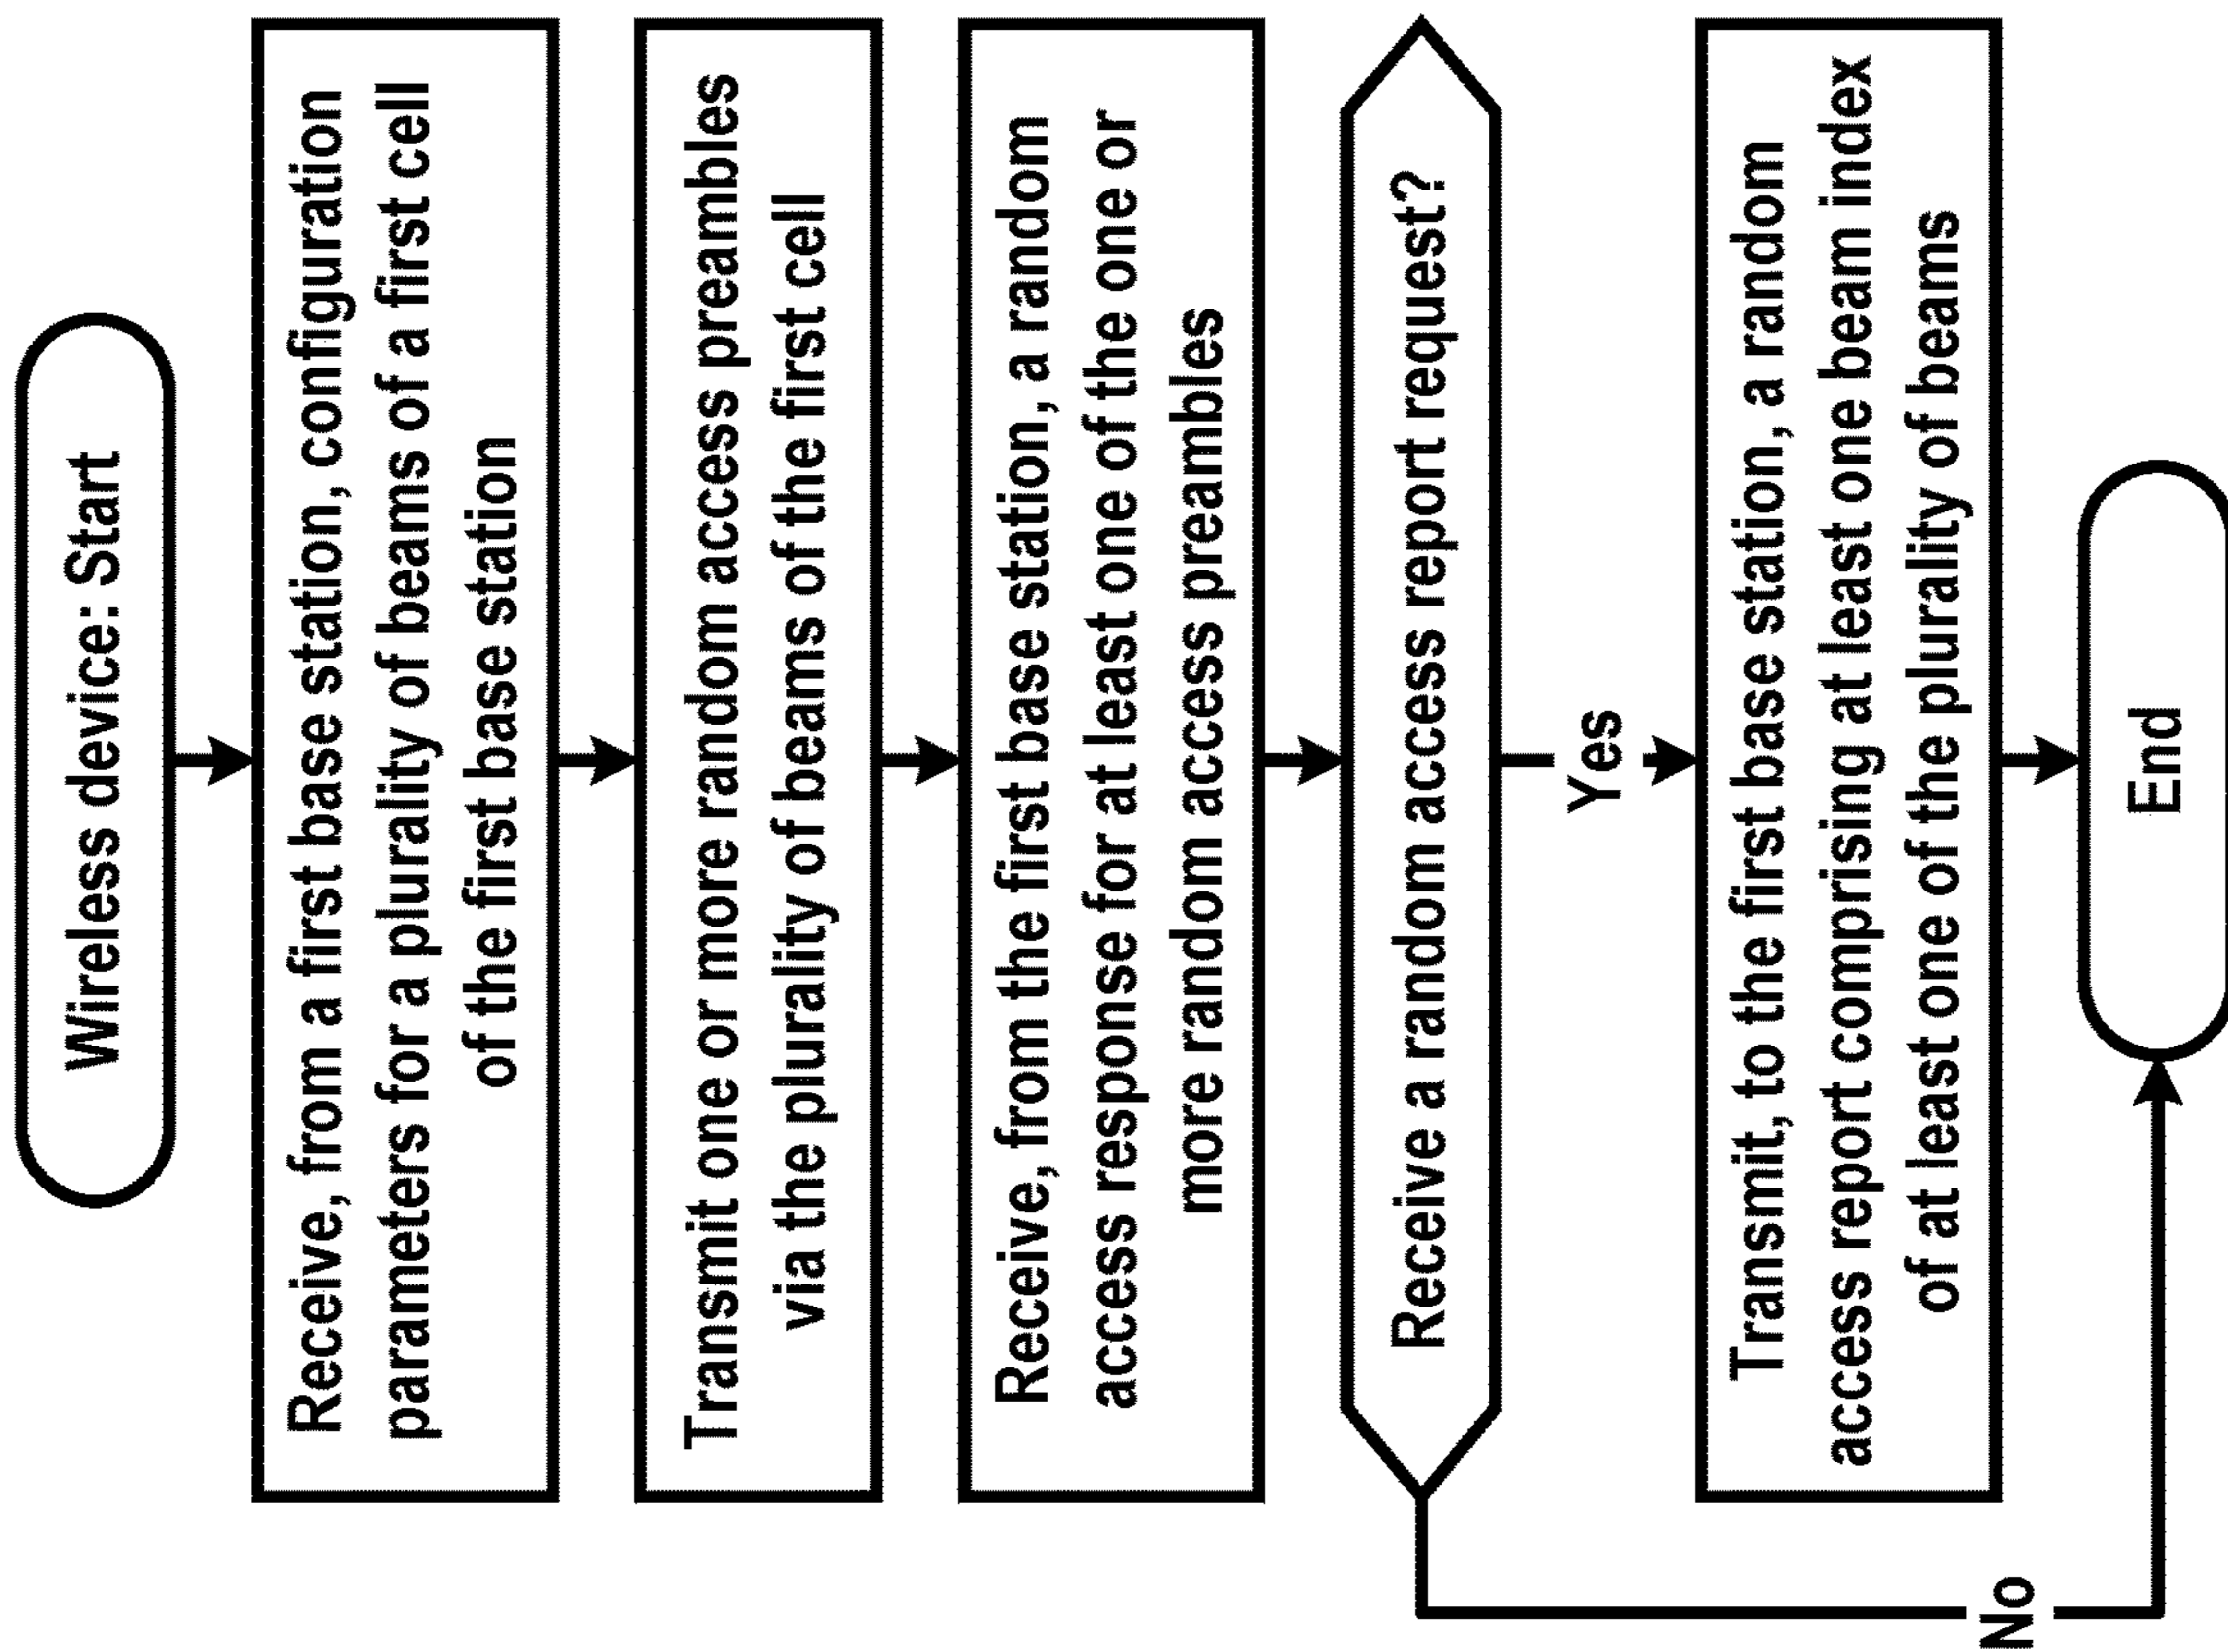 Wireless device: Start
Receive, from a first base station, configuration
parameters for a plurality of beams of a first cell
of the first base station
Transmit one or more random access preambles
via the plurality of beams of the first cell
Receive, from the first base station, a random
access response for at least one of the one or
more random access preambles
Receive a random access report request?
Yes
Transmit, to the first base station, a random
access report comprising at least one beam index
of at least one of the plurality of beams
No
End